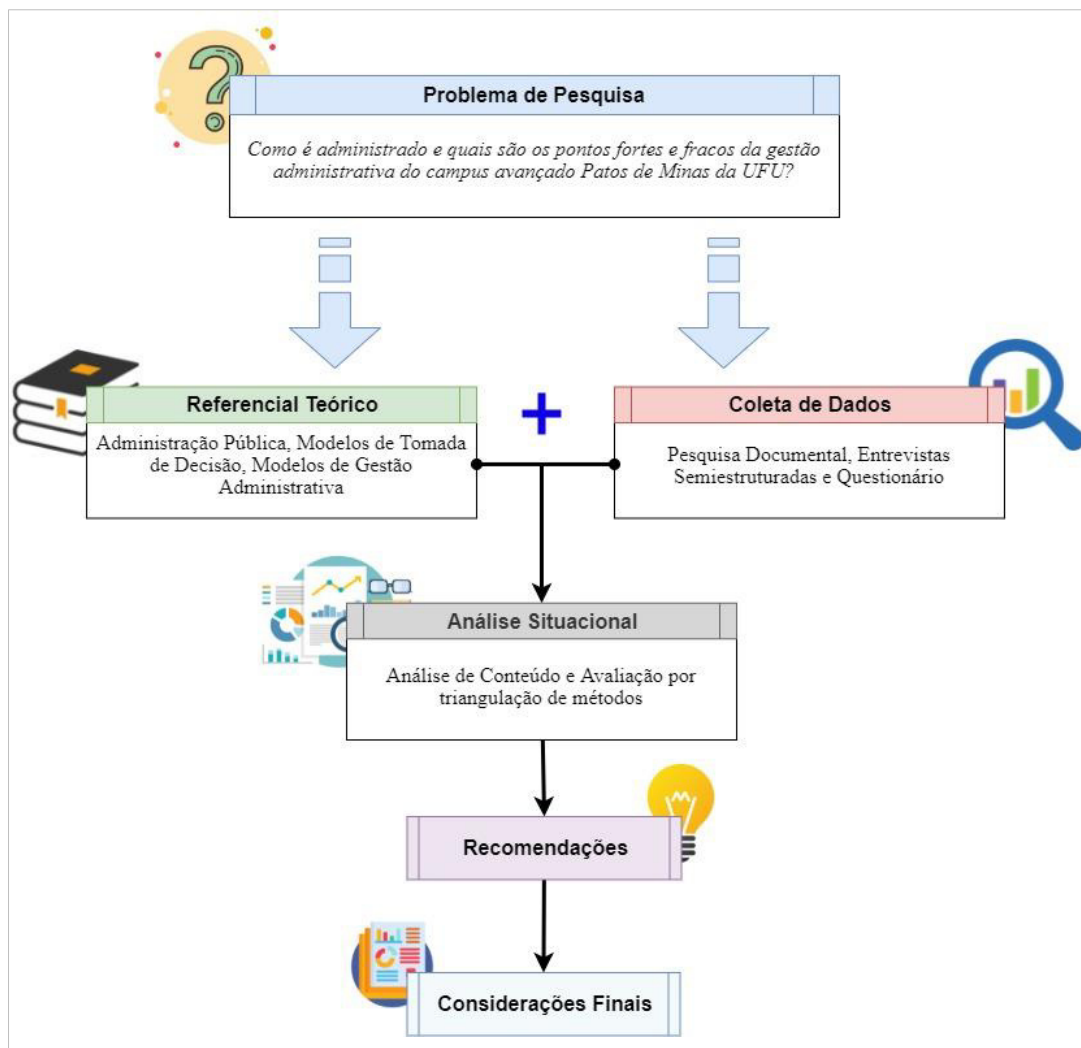 Problema de Pesquisa
Como é administrado e quais são os pontos fortes e fracos da gestão
administrativa do campus avançado Patos de Minas da UFU?
Referencial Teórico
Administração Pública, Modelos de Tomada
de Decisão, Modelos de Gestão
Administrativa
Coleta de Dados
Pesquisa Documental, Entrevistas
Semiestruturadas e Questionário
Análise Situacional
Análise de Conteúdo e Avaliação por
triangulação de métodos
Recomendações
Considerações Finais